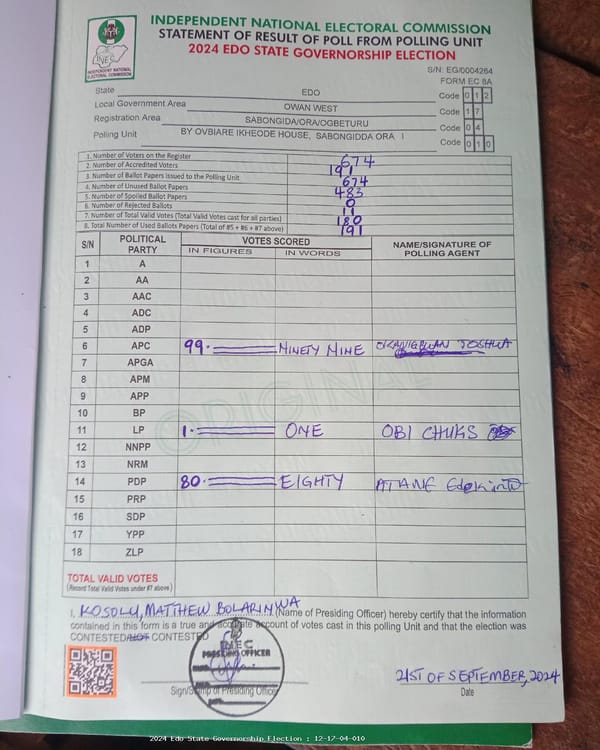 INDEPENDENT NATIONAL ELECTORAL COMMISSION
STATEMENT OF RESULT OF POLL FROM POLLING UNIT
2024 EDO STATE GOVERNORSHIP ELECTION
INEC
INDEPENDENT NATIONAL ELECTORAL COMMISSION
S/N: EG/0004264
FORM EC 8A
State EDO Code 0 1 2
Local Government Area OWAN WEST Code 1 7
Registration Area SABONGIDA/ORA/OGBETURU Code 0 4
Polling Unit BY OVBIARE IKHEODE HOUSE, SABONGIDDA ORA I Code 0 1 0
1. Number of Voters on the Register 674
2. Number of Accredited Voters 191
3. Number of Ballot Papers Issued to the Polling Unit 674
4. Number of Unused Ballot Papers 483
5. Number of Spoiled Ballot Papers 0
6. Number of Rejected Ballots 11
7. Number of Total Valid Votes (Total Valid Votes cast for all parties) 180
8. Total Number of Used Ballots Papers (Total of #5 + #6 + #7 above) 191
S/N POLITICAL PARTY VOTES SCORED NAME/SIGNATURE OF POLLING AGENT
IN FIGURES IN WORDS
1 A
2 AA
3 AAC
4 ADC
5 ADP
6 APC 99. NINETY NINE JOSHUA
7 APGA
8 APM
9 APP
10 BP
11 LP 1. ONE OBI CHUKS
12 NNPP
13 NRM
14 PDP 80. EIGHTY
15 PRP
16 SDP
17 YPP
18 ZLP
ORIGINAL
TOTAL VALID VOTES
(Record Total Valid Votes under #7 above)
I, KOSOLU, MATTHEW BOLARINWA (Name of Presiding Officer) hereby certify that the information
contained in this form is a true and accurate account of votes cast in this polling Unit and that the election was
CONTESTED/NOT CONTESTED
INEC
PRESIDING OFFICER
Sign/Stamp of Presiding Officer
21ST OF SEPTEMBER, 2024
Date
2024 Edo State Governorship Election : 12-17-04-010